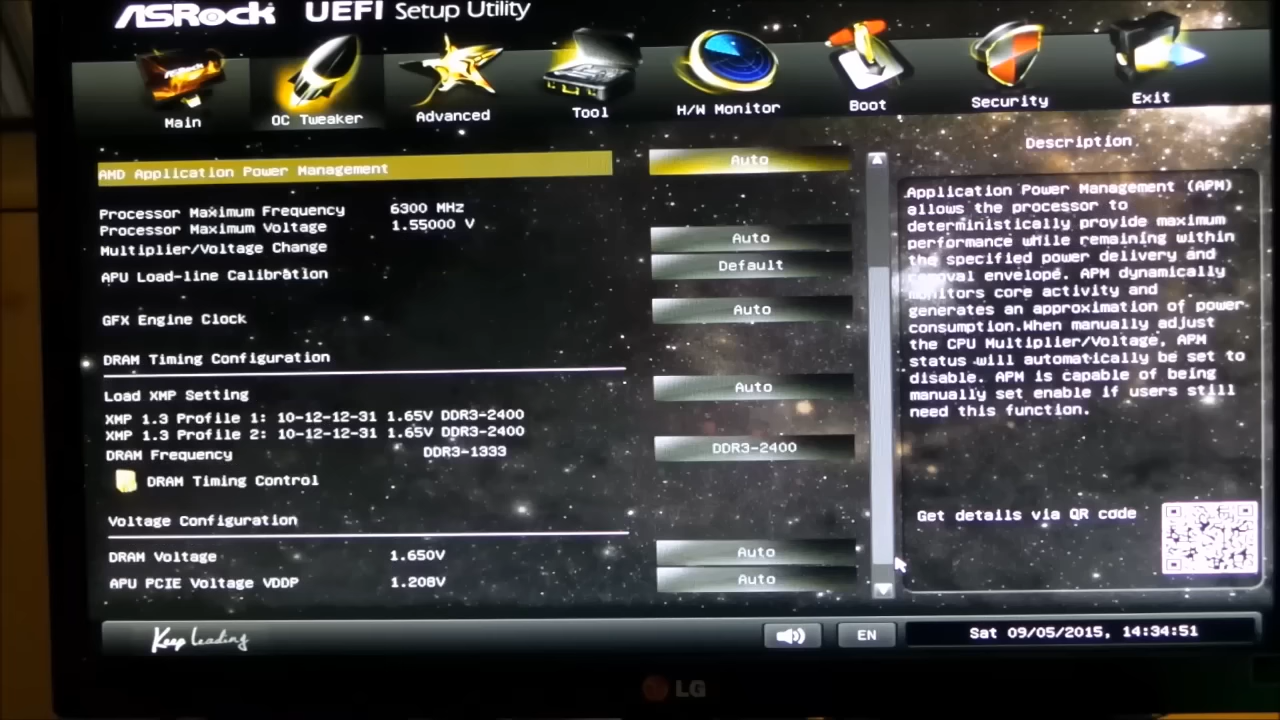 ASRock UEFI Setup Utility
Main
OC Tweaker
Advanced
Tool
H/W Monitor
Boot
Security
Exit
AMD Application Power Management
Auto
Processor Maximum Frequency 6300 MHz
Processor Maximum Voltage 1.55000 V
Multiplier/Voltage Change Auto
APU Load-line Calibration Default
GFX Engine Clock Auto
DRAM Timing Configuration
Load XMP Setting Auto
XMP 1.3 Profile 1: 10-12-12-31 1.65V DDR3-2400
XMP 1.3 Profile 2: 10-12-12-31 1.65V DDR3-2400
DRAM Frequency DDR3-1333 DDR3-2400
DRAM Timing Control
Voltage Configuration
DRAM Voltage 1.650V Auto
APU PCIE Voltage VDDP 1.208V Auto
Description
Application Power Management (APM)
allows the processor to
deterministically provide maximum
performance while remaining within
the specified power delivery and
removal envelope. APM dynamically
monitors core activity and
generates an approximation of power
consumption.When manually adjust
the CPU Multiplier/Voltage, APM
status will automatically be set to
disable. APM is capable of being
manually set enable if users still
need this function.
Get details via QR code
Keep Leading
EN
Sat 09/05/2015, 14:34:51
LG